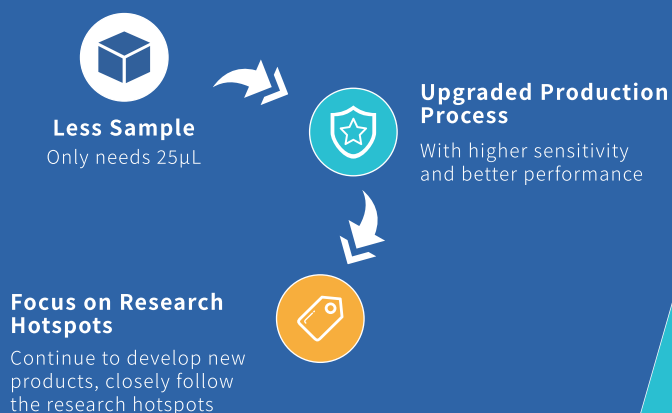 Less Sample
Only needs 25μL
Upgraded Production
Process
With higher sensitivity
and better performance
Focus on Research
Hotspots
Continue to develop new
products, closely follow
the research hotspots